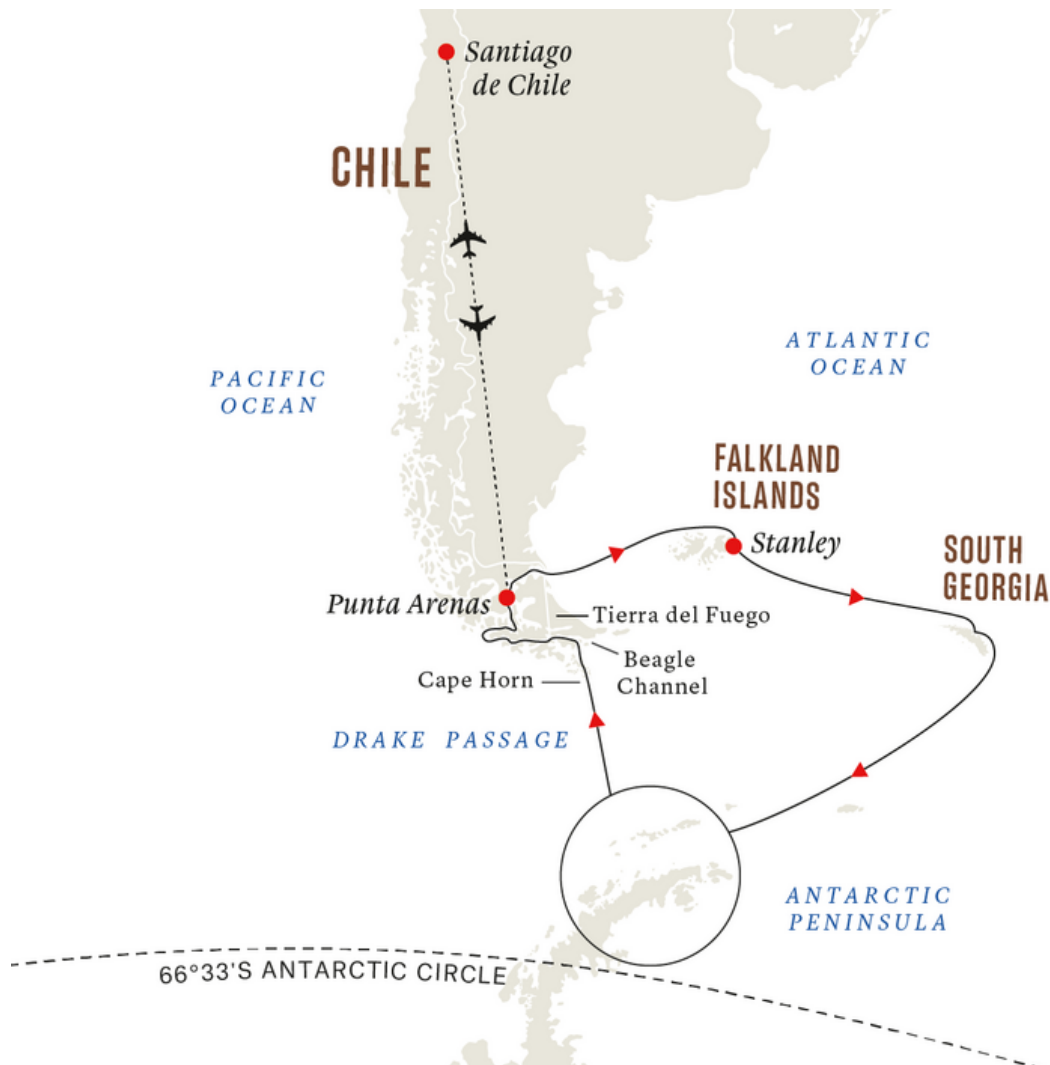 Santiago
de Chile
CHILE
PACIFIC
OCEAN
ATLANTIC
OCEAN
FALKLAND
ISLANDS
Stanley
SOUTH
GEORGIA
Punta Arenas
Tierra del Fuego
Beagle
Channel
Cape Horn
DRAKE PASSAGE
ANTARCTIC
PENINSULA
66°33'S ANTARCTIC CIRCLE